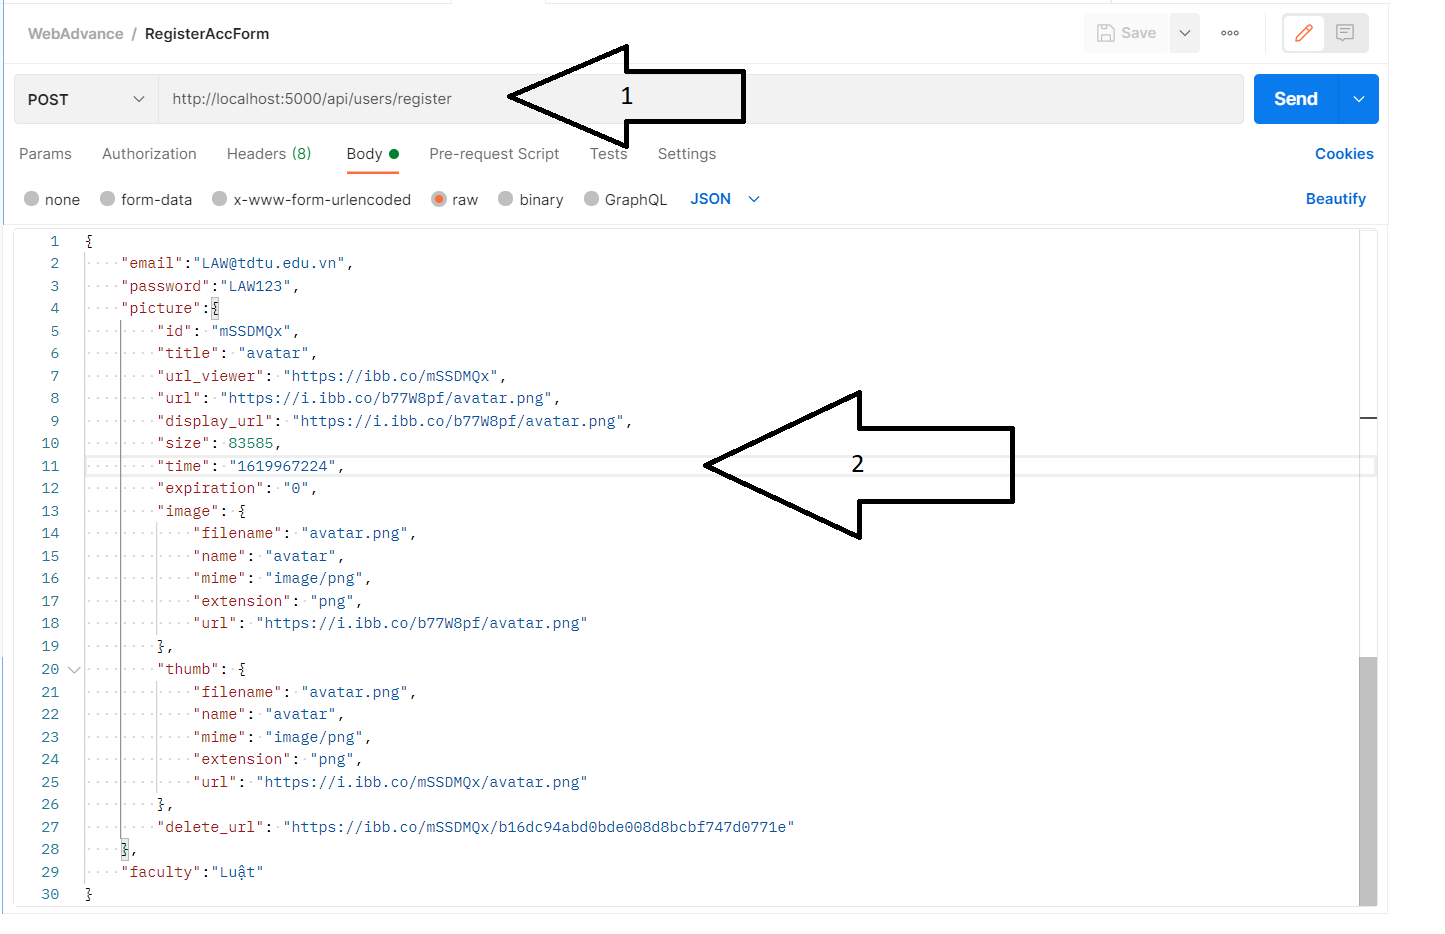 WebAdvance / RegisterAccForm
Save
POST
http://localhost:5000/api/users/register
1
Send
Params Authorization Headers (8) Body Pre-request Script Tests Settings Cookies
none form-data x-www-form-urlencoded raw binary GraphQL JSON Beautify
1 {
2 "email":"LAW@tdtu.edu.vn",
3 "password":"LAW123",
4 "picture":{
5 "id": "mSSDMQx",
6 "title": "avatar",
7 "url_viewer": "https://ibb.co/mSSDMQx",
8 "url": "https://i.ibb.co/b77W8pf/avatar.png",
9 "display_url": "https://i.ibb.co/b77W8pf/avatar.png",
10 "size": 83585,
11 "time": "1619967224",
2
12 "expiration": "0",
13 "image": {
14 "filename": "avatar.png",
15 "name": "avatar",
16 "mime": "image/png",
17 "extension": "png",
18 "url": "https://i.ibb.co/b77W8pf/avatar.png"
19 },
20 "thumb": {
21 "filename": "avatar.png",
22 "name": "avatar",
23 "mime": "image/png",
24 "extension": "png",
25 "url": "https://i.ibb.co/mSSDMQx/avatar.png"
26 },
27 "delete_url": "https://ibb.co/mSSDMQx/b16dc94abd0bde008d8bcbf747d0771e"
28 },
29 "faculty":"Luật"
30 }